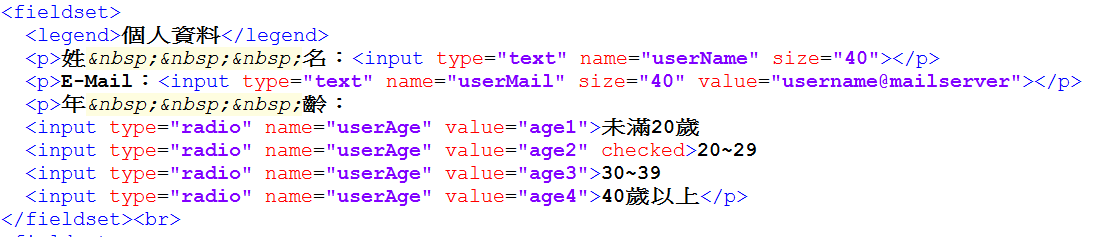 <fieldset>
<legend>個人資料</legend>
<p>姓&nbsp;&nbsp;&nbsp;名：<input type="text" name="userName" size="40"></p>
<p>E-Mail：<input type="text" name="userMail" size="40" value="username@mailserver"></p>
<p>年&nbsp;&nbsp;&nbsp;齡：
<input type="radio" name="userAge" value="age1">未滿20歲
<input type="radio" name="userAge" value="age2" checked>20~29
<input type="radio" name="userAge" value="age3">30~39
<input type="radio" name="userAge" value="age4">40歲以上</p>
</fieldset><br>